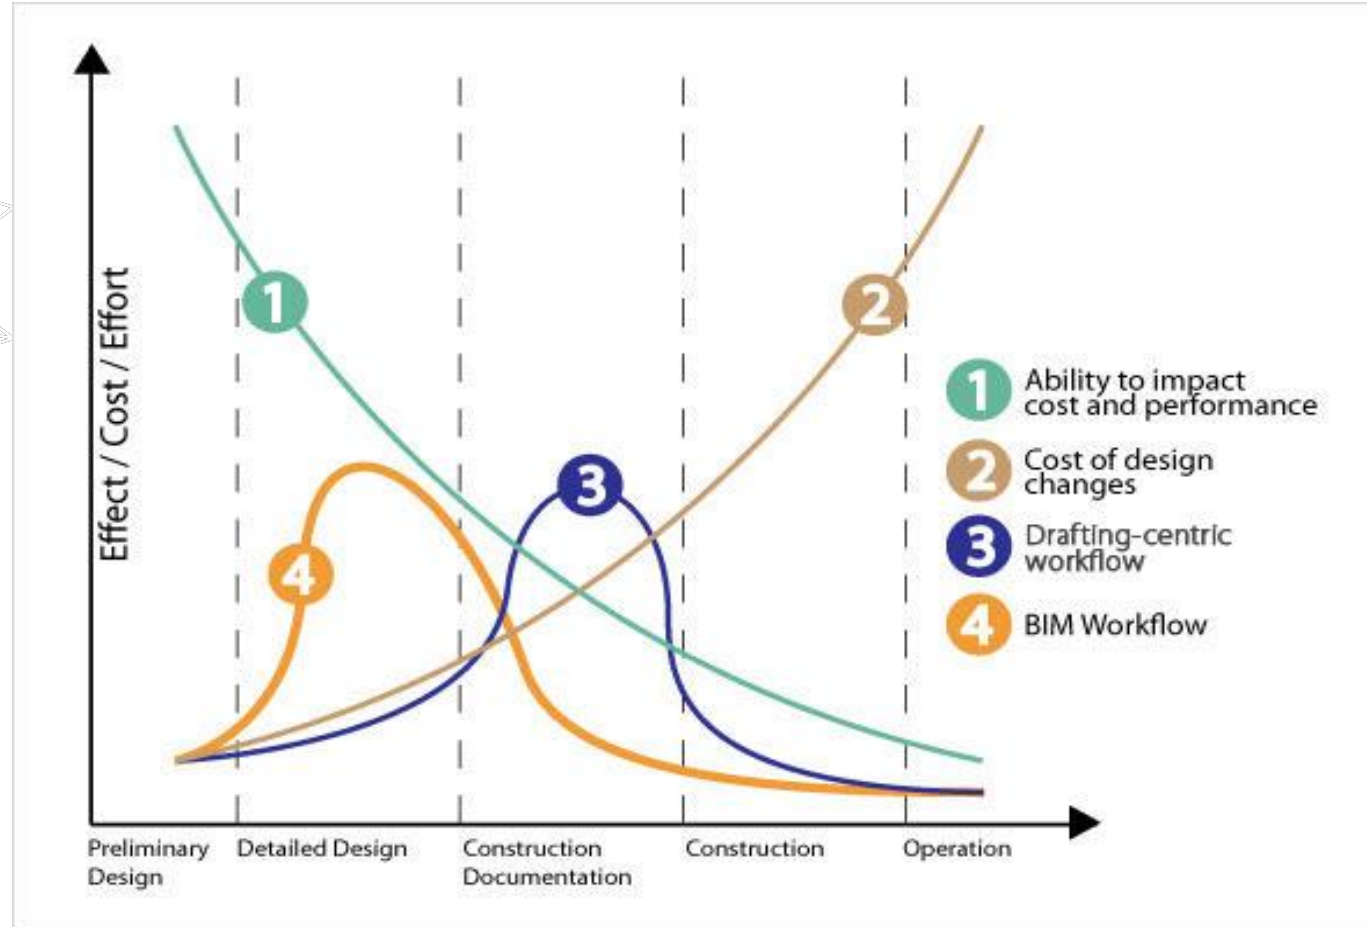 Effect / Cost / Effort
1
2
3
4
1 Ability to impact
cost and performance
2 Cost of design
changes
3 Drafting-centric
workflow
4 BIM Workflow
Preliminary
Design
Detailed Design
Construction
Documentation
Construction
Operation